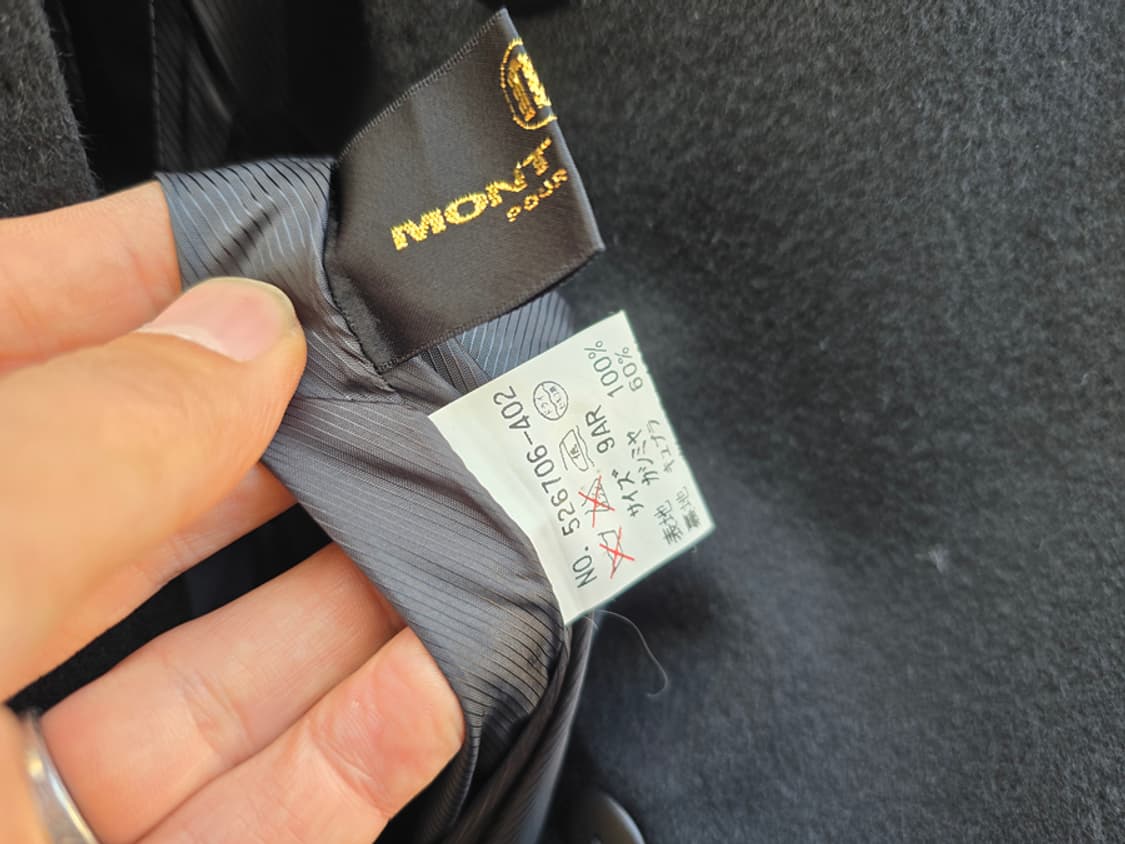 MONT
POUR
NO. 526706-402
サイズ 9AR
表地 カシミヤ 100%
裏地 キュプラ 60%